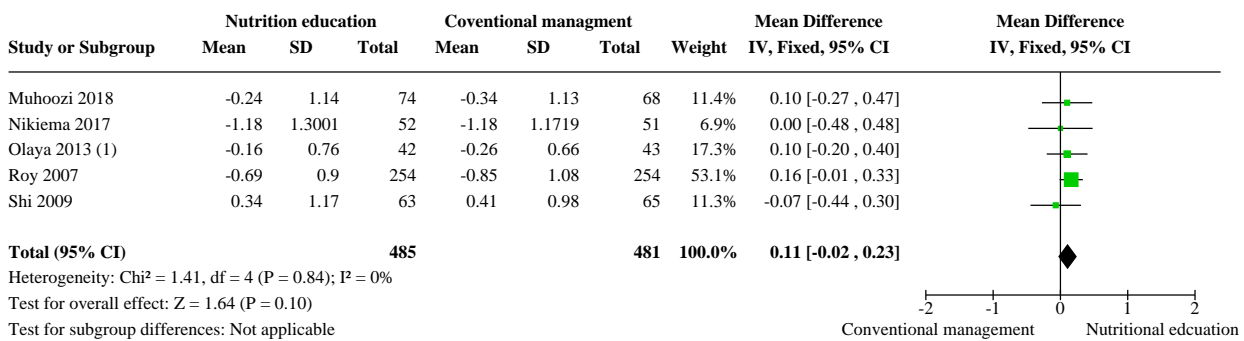 Nutrition education Coventional managment Mean Difference Mean Difference
Study or Subgroup Mean SD Total Mean SD Total Weight IV, Fixed, 95% CI IV, Fixed, 95% CI
Muhoozi 2018 -0.24 1.14 74 -0.34 1.13 68 11.4% 0.10 [-0.27 , 0.47]
Nikiema 2017 -1.18 1.3001 52 -1.18 1.1719 51 6.9% 0.00 [-0.48 , 0.48]
Olaya 2013 (1) -0.16 0.76 42 -0.26 0.66 43 17.3% 0.10 [-0.20 , 0.40]
Roy 2007 -0.69 0.9 254 -0.85 1.08 254 53.1% 0.16 [-0.01 , 0.33]
Shi 2009 0.34 1.17 63 0.41 0.98 65 11.3% -0.07 [-0.44 , 0.30]
Total (95% CI) 485 481 100.0% 0.11 [-0.02 , 0.23]
Heterogeneity: Chi² = 1.41, df = 4 (P = 0.84); I² = 0%
Test for overall effect: Z = 1.64 (P = 0.10)
Test for subgroup differences: Not applicable
-2 -1 0 1 2
Conventional management Nutritional edcuation